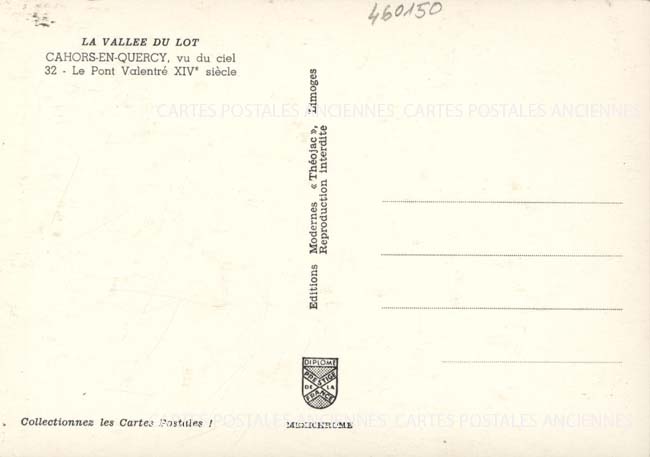 460150
LA VALLEE DU LOT
CAHORS-EN-QUERCY, vu du ciel
32 - Le Pont Valentré XIVe siècle
CARTES POSTALES ANCIENNES CARTES POSTALES ANCIENNES
Editions Modernes « Théojac », Limoges
Reproduction interdite
DIPLOME
PRESTIGE
DE LA
FRANCE
Collectionnez les Cartes Postales !
MEXICHROME
CARTES POSTALES ANCIENNES CARTES POSTALES ANCIENNES